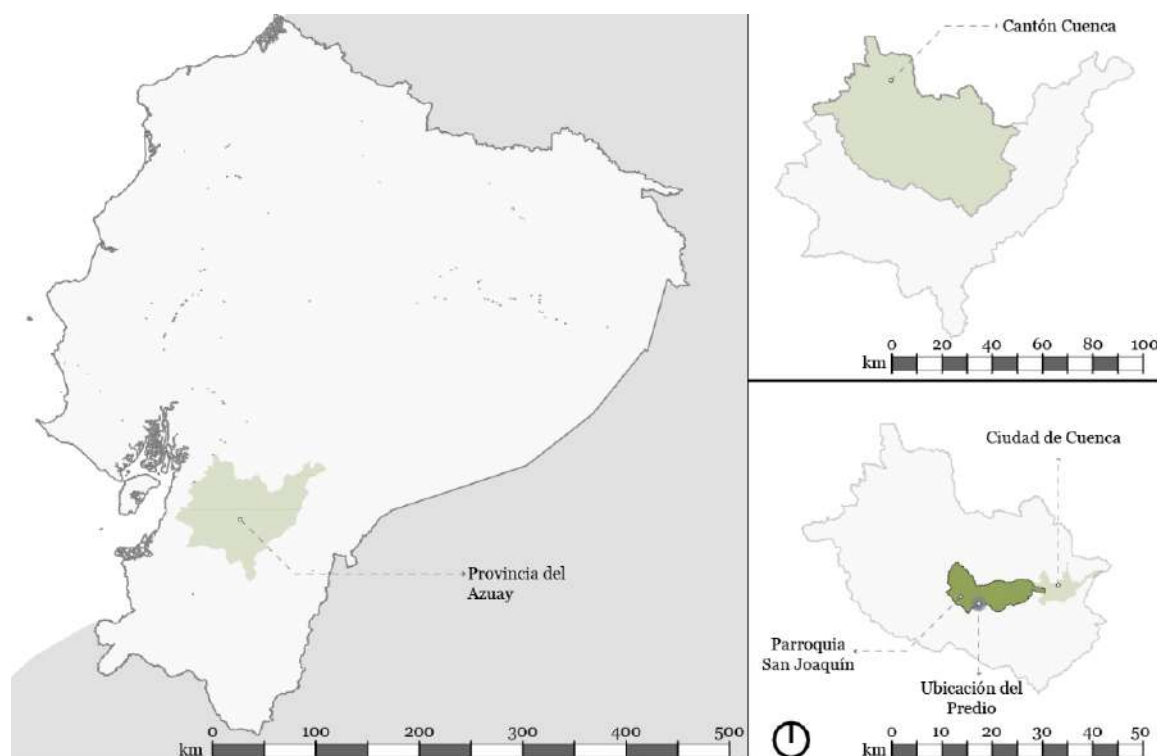 Provincia del
Azuay
0 100 200 300 400 500
km
Cantón Cuenca
0 20 40 60 80 100
km
Ciudad de Cuenca
Parroquia
San Joaquín
Ubicación del
Predio
0 10 20 30 40 50
km